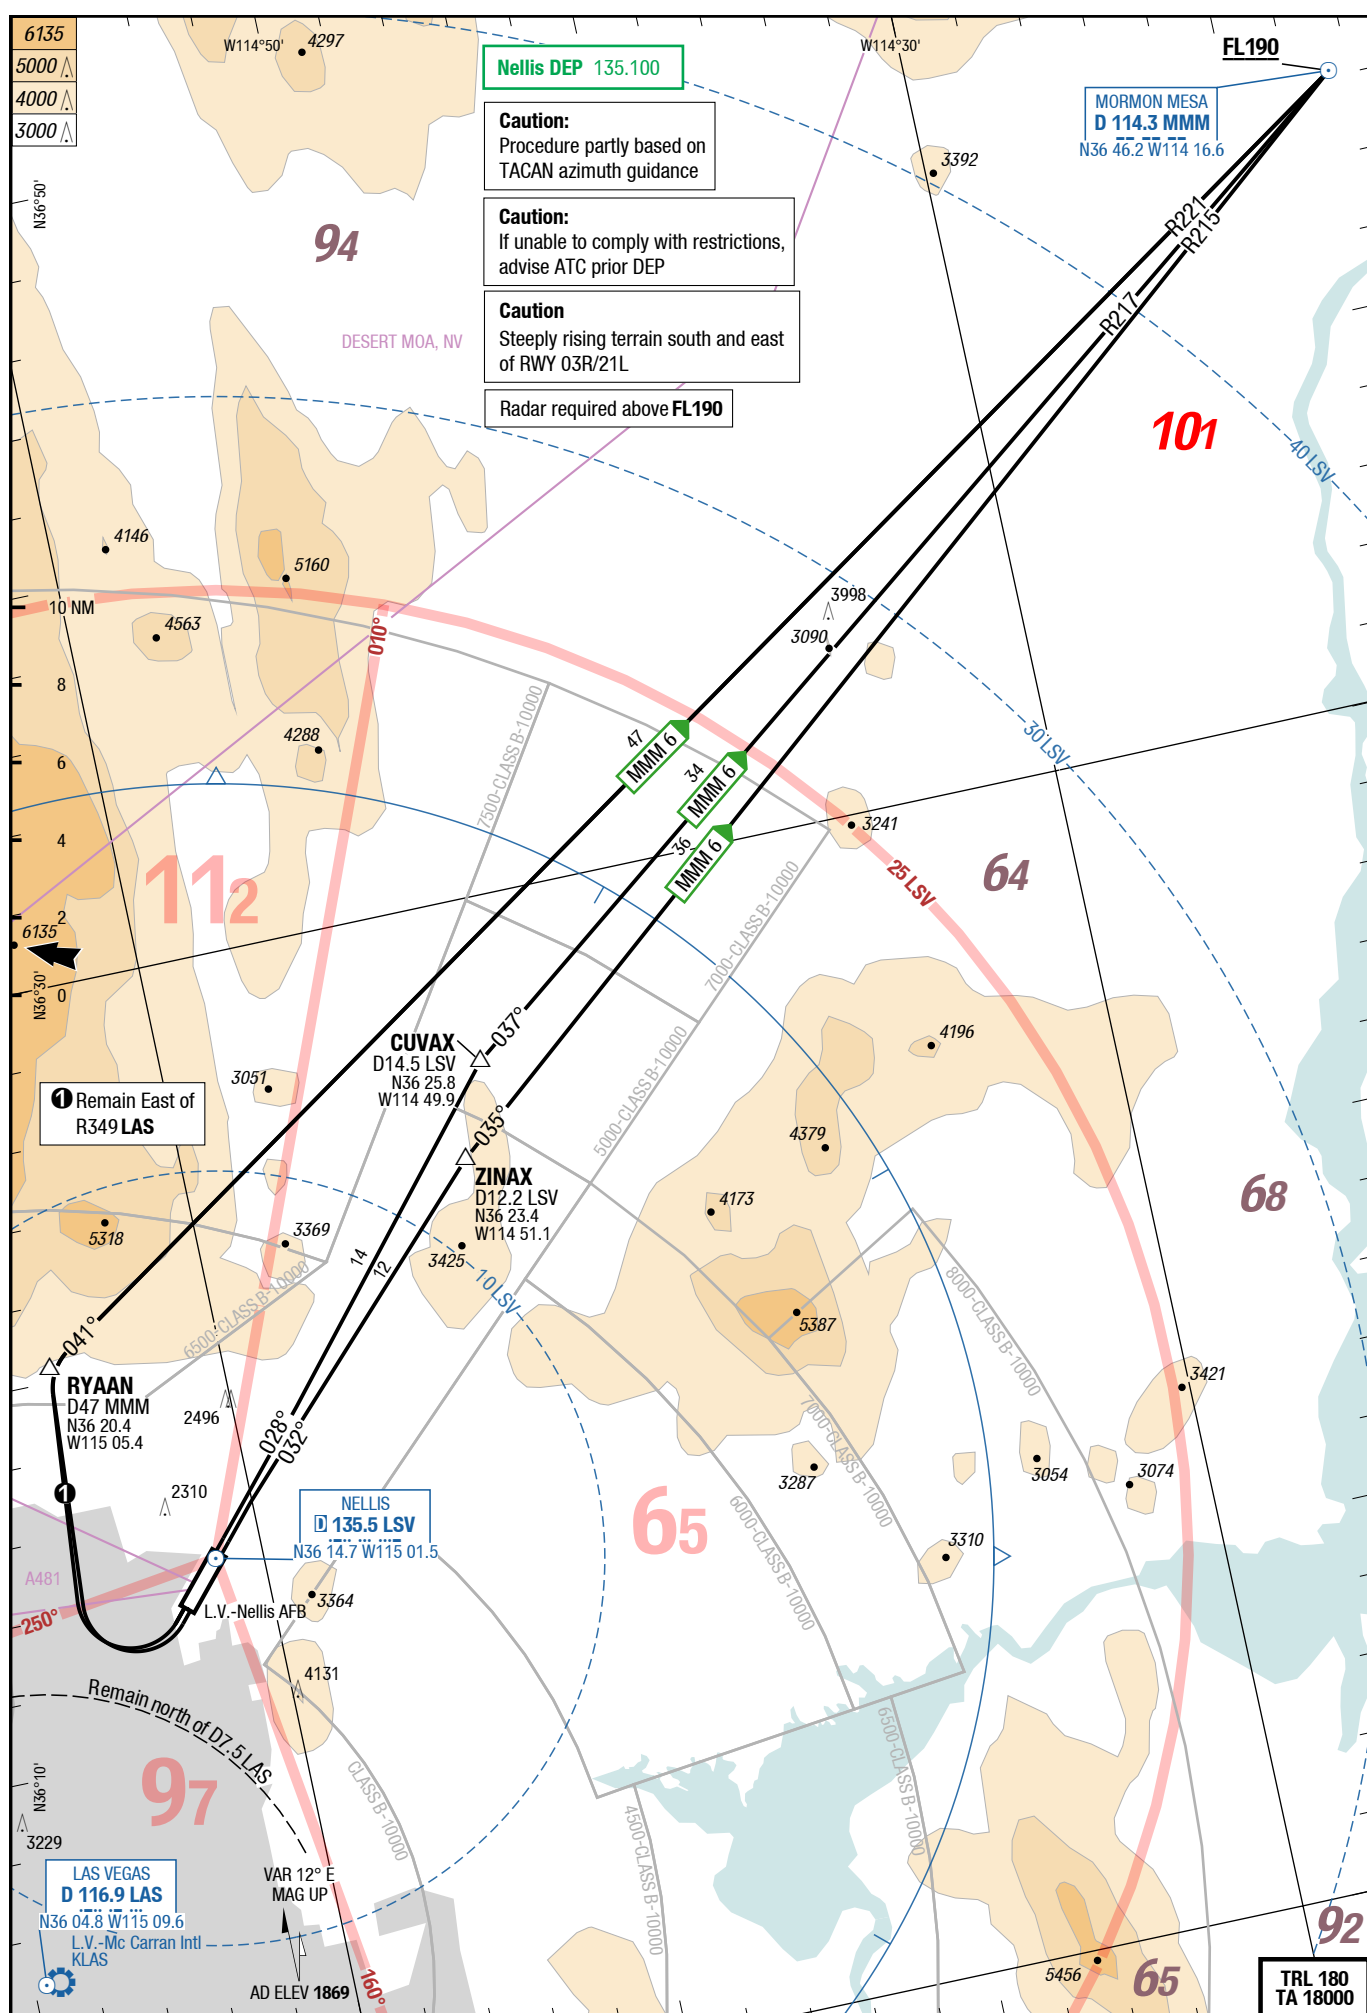 6135
5000
4000
3000
W114°50'
4297
Nellis DEP 135.100
W114°30'
FL190
MORMON MESA
D 114.3 MMM
N36 46.2 W114 16.6
Caution:
Procedure partly based on
TACAN azimuth guidance
3392
N36°50'
94
Caution:
If unable to comply with restrictions,
advise ATC prior DEP
R221
R215
R217
Caution
Steeply rising terrain south and east
of RWY 03R/21L
DESERT MOA, NV
Radar required above FL190
101
40 LSV
4146
5160
10 NM
4563
010°
3998
3090
8
7500-CLASS B-10000
4288
47
MMM 6
34
MMM 6
30 LSV
6
36
MMM 6
4
3241
64
25 LSV
112
7000-CLASS B-10000
2
6135
N36°30'
0
CUVAX
D14.5 LSV
N36 25.8
W114 49.9
037°
4196
3051
1 Remain East of
R349 LAS
035°
5000-CLASS B-10000
4379
ZINAX
D12.2 LSV
N36 23.4
W114 51.1
4173
68
5318
3369
14
12
3425
10 LSV
6500-CLASS B-10000
8000-CLASS B-10000
5387
041°
RYAAN
D47 MMM
N36 20.4
W115 05.4
2496
3421
028°
032°
7000-CLASS B-10000
3287
3054
3074
1
2310
NELLIS
D 135.5 LSV
N36 14.7 W115 01.5
65
6000-CLASS B-10000
3310
A481
250°
L.V.-Nellis AFB
3364
4131
Remain north of D7.5 LAS
N36°10'
97
CLASS B-10000
6500-CLASS B-10000
4500-CLASS B-10000
3229
LAS VEGAS
D 116.9 LAS
N36 04.8 W115 09.6
L.V.-Mc Carran Intl
KLAS
VAR 12° E
MAG UP
AD ELEV 1869
160°
5456
65
92
TRL 180
TA 18000